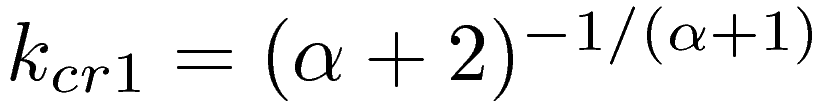 $k_{cr1} = (\alpha + 2)^{-1/(\alpha+1)}$